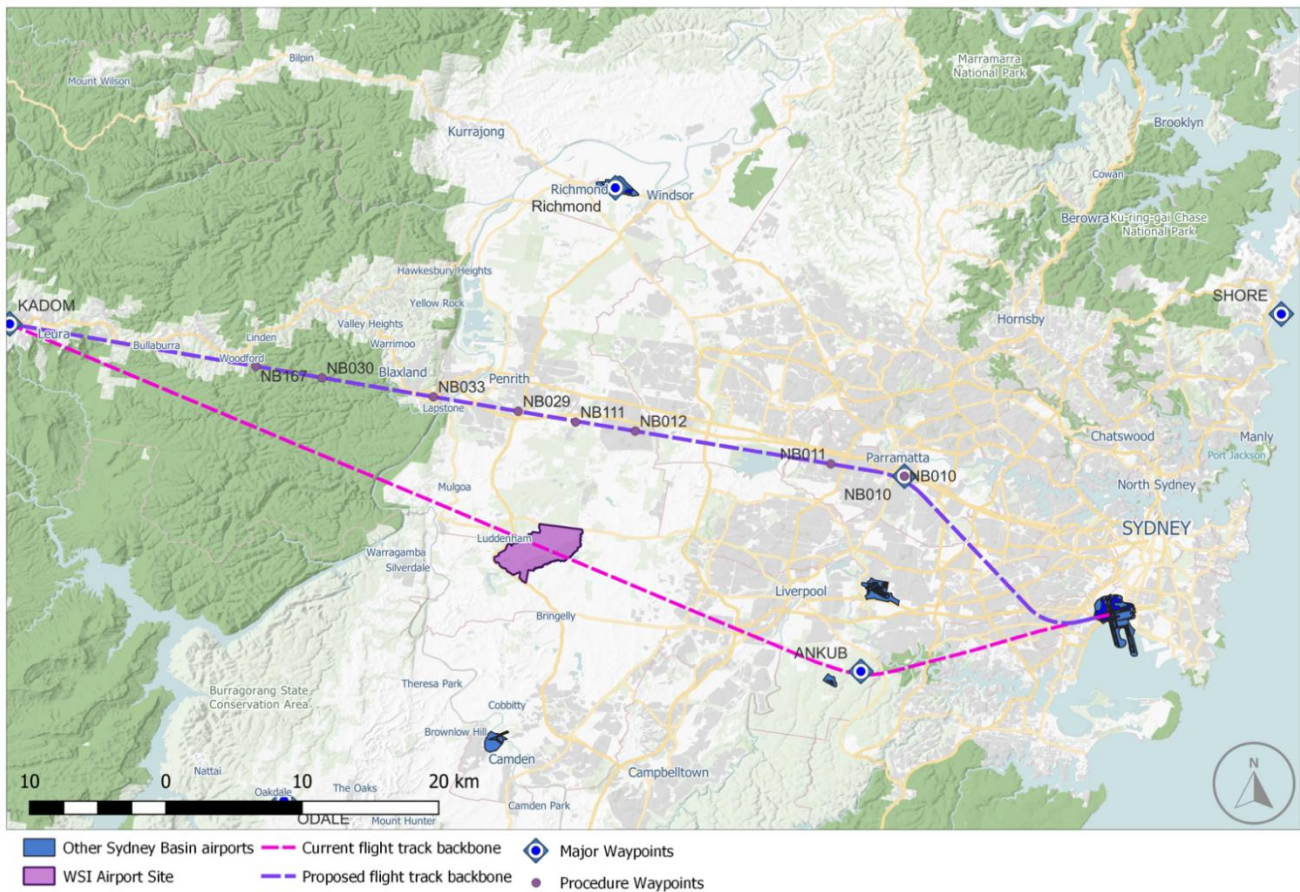 Marramarra
National Park
Bilpin
Mount Wilson
Brooklyn
Kurrajong
Cowan
Richmond
Windsor
Richmond
Berowra
Ku-ring-gai Chase
National Park
Hawkesbury Heights
Yellow Rock
KADOM
SHORE
Leura
Linden
Valley Heights
Hornsby
Bullaburra
Warrimoo
Woodford
Blaxland
NB167
NB030
NB033
Penrith
Lapstone
NB029
NB111
NB012
Chatswood
Manly
NB011
Parramatta
Port Jackson
NB010
NB010
North Sydney
Mulgoa
SYDNEY
Luddenham
Warragamba
Silverdale
Liverpool
Bringelly
ANKUB
Theresa Park
Burragorang State
Conservation Area
Cobbitty
Brownlow Hill
Camden
Nattai
Campbelltown
N
10 0 10 20 km
Oakdale
The Oaks
Camden Park
ODALE
Mount Hunter
Other Sydney Basin airports
Current flight track backbone
Major Waypoints
WSI Airport Site
Proposed flight track backbone
Procedure Waypoints